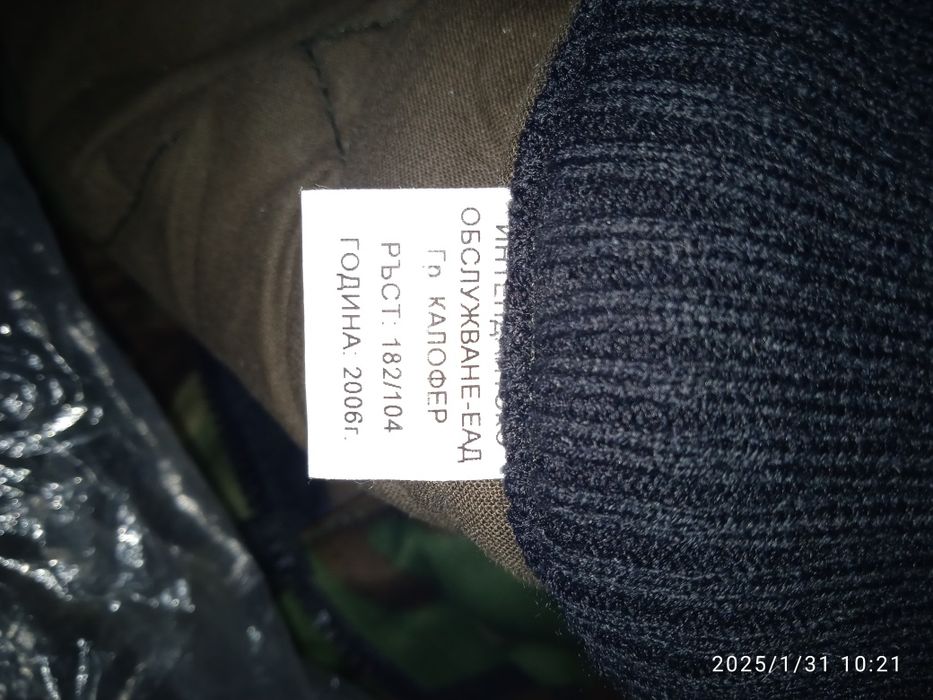 ОБСЛУЖВАНЕ-ЕАД
Гр. КАЛОФЕР
РЪСТ: 182/104
ГОДИНА: 2006г.
2025/1/31 10:21